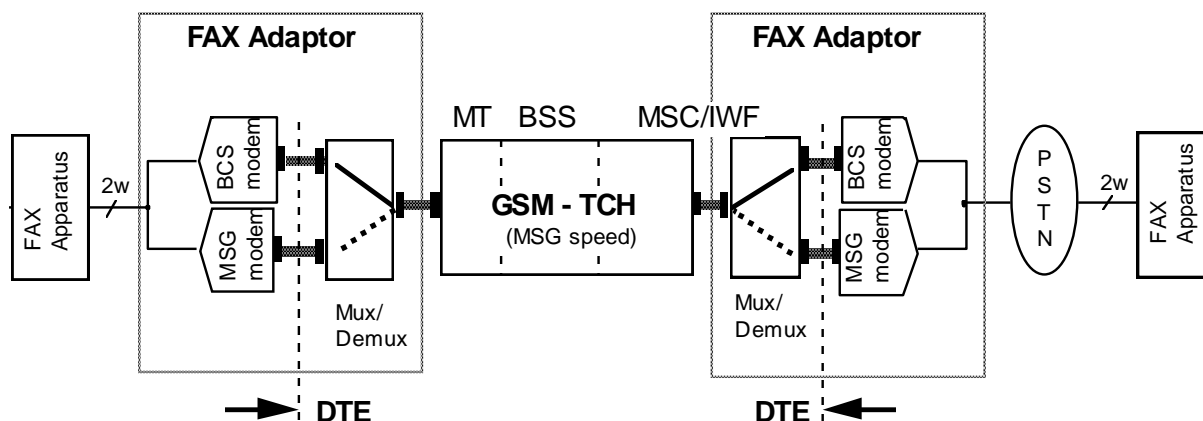 FAX Adaptor
FAX Adaptor
MT BSS MSC/IWF
FAX
Apparatus
2w
BCS
modem
MSG
modem
Mux/
Demux
GSM - TCH
(MSG speed)
Mux/
Demux
BCS
modem
MSG
modem
PSTN
2w
FAX
Apparatus
DTE
DTE